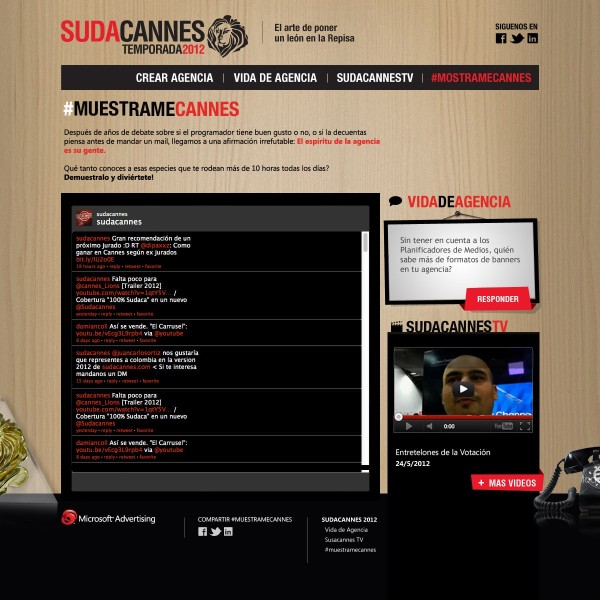 SUDACANNES
TEMPORADA2012
El arte de poner
un león en la Repisa
SIGUENOS EN
CREAR AGENCIA | VIDA DE AGENCIA | SUDACANNESTV | #MOSTRAMECANNES
#MUESTRAMECANNES
Después de años de debate sobre si el programador tiene buen gusto o no, o si la decuentas
piensa antes de mandar un mail, llegamos a una afirmación irrefutable: El espíritu de la agencia
es su gente.
Qué tanto conoces a esas especies que te rodean más de 10 horas todas los días?
Demuestralo y diviértete!
sudacannes
sudacannes
sudacannes Gran recomendación de un
próximo jurado :D RT @dipaxxz: Como
ganar en Cannes según ex jurados
18 hours ago • reply • retweet • favorite
sudacannes Falta poco para
@cannes_Lions [Trailer 2012]
youtube.com/watch?v=1qtY5V... /
Cobertura "100% Sudaca" en un nuevo
@Sudacannes
yesterday • reply • retweet • favorite
damiancoll Así se vende. "El Carrusel":
youtu.be/vEcg3L9rpb4 via @youtube
8 days ago • reply • retweet • favorite
sudacannes @juancarlosortiz nos gustaría
que representes a colombia en la version
2012 de sudacannes.com < Si te interesa
mandanos un DM
15 days ago • reply • retweet • favorite
sudacannes Falta poco para
@cannes_Lions [Trailer 2012]
youtube.com/watch?v=1qtY5V... /
Cobertura "100% Sudaca" en un nuevo
@Sudacannes
yesterday • reply • retweet • favorite
damiancoll Así se vende. "El Carrusel":
youtu.be/vEcg3L9rpb4 via @youtube
8 days ago • reply • retweet • favorite
VIDADEAGENCIA
Sin tener en cuenta a los
Planificadores de Medios, quién
sabe más de formatos de banners
en tu agencia?
RESPONDER
SUDACANNESTV
0:00
YouTube
Entretelones de la Votación
24/5/2012
+ MAS VIDEOS
Microsoft Advertising
COMPARTIR #MUESTRAMECANNES
SUDACANNES 2012
Vida de Agencia
Susacannes TV
#muestramecannes